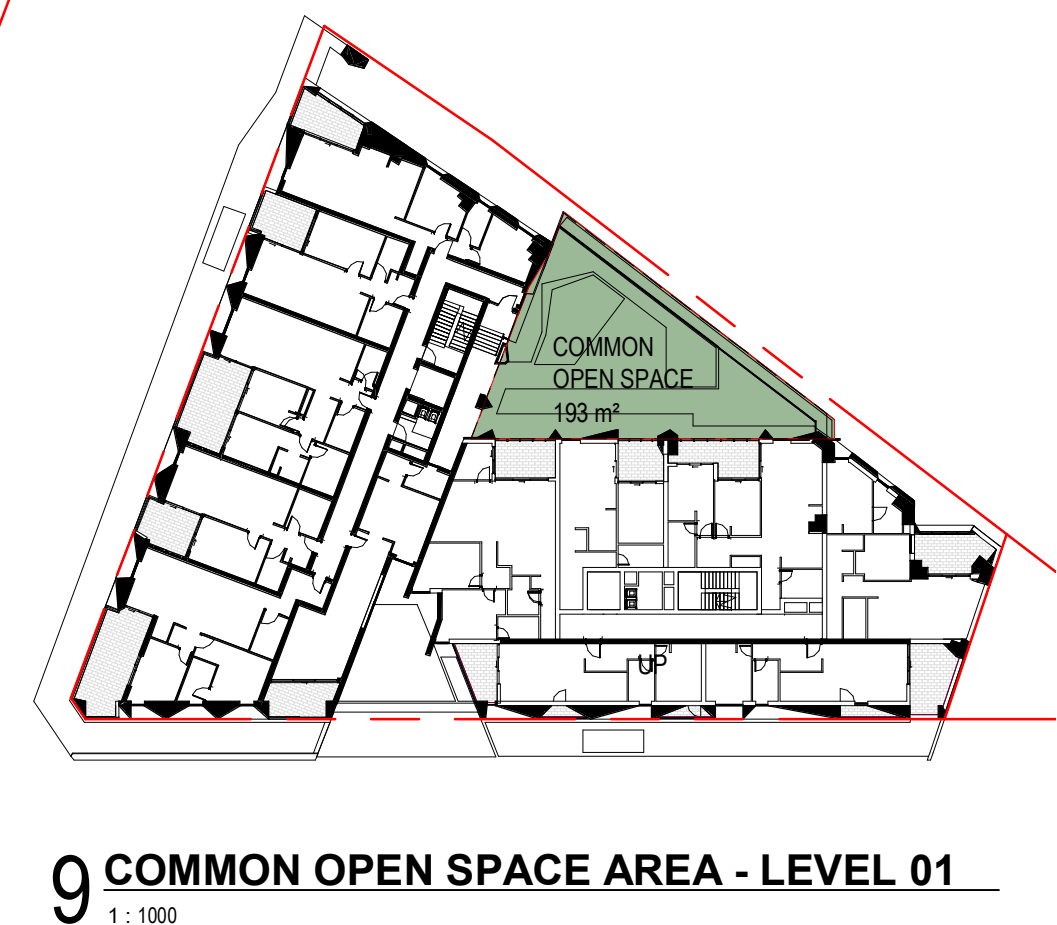 COMMON
OPEN SPACE
193 m²
UP
9 COMMON OPEN SPACE AREA - LEVEL 01
1 : 1000